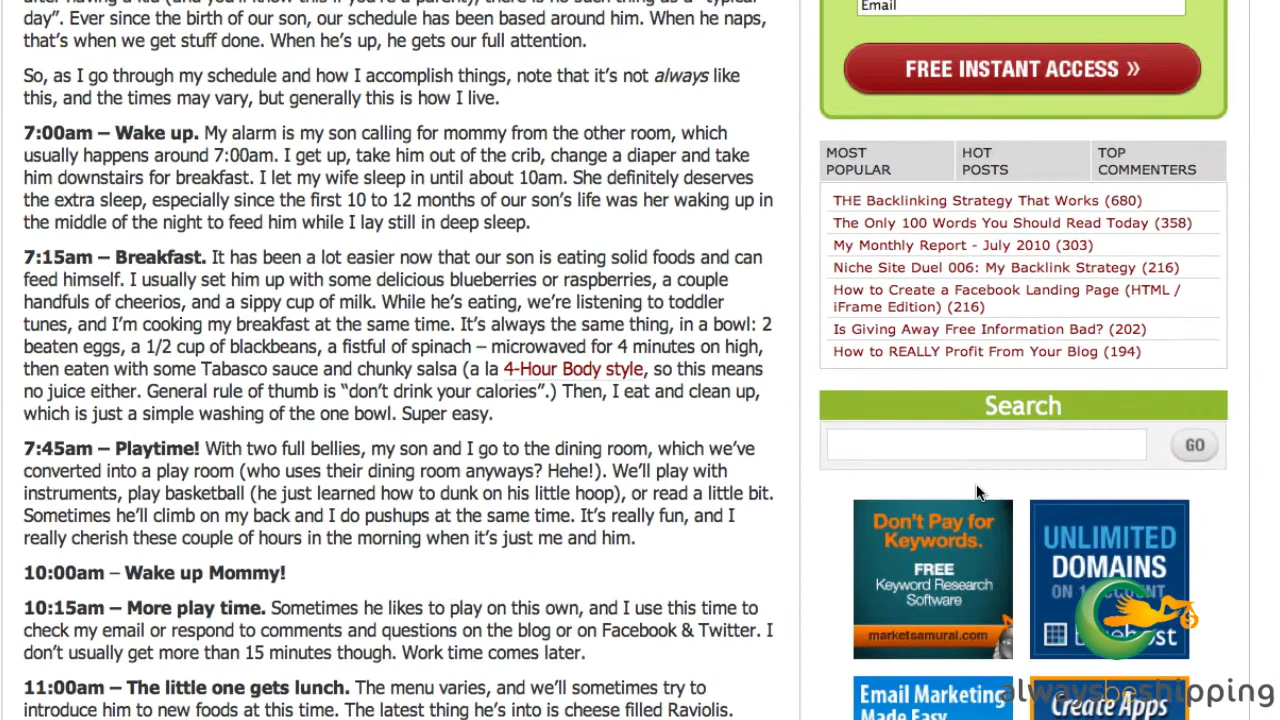 after having a kid (and you'll know this if you're a parent), there is no such thing as a "typical
day". Ever since the birth of our son, our schedule has been based around him. When he naps,
that's when we get stuff done. When he's up, he gets our full attention.
So, as I go through my schedule and how I accomplish things, note that it's not always like
this, and the times may vary, but generally this is how I live.
7:00am – Wake up. My alarm is my son calling for mommy from the other room, which
usually happens around 7:00am. I get up, take him out of the crib, change a diaper and take
him downstairs for breakfast. I let my wife sleep in until about 10am. She definitely deserves
the extra sleep, especially since the first 10 to 12 months of our son's life was her waking up in
the middle of the night to feed him while I lay still in deep sleep.
7:15am – Breakfast. It has been a lot easier now that our son is eating solid foods and can
feed himself. I usually set him up with some delicious blueberries or raspberries, a couple
handfuls of cheerios, and a sippy cup of milk. While he's eating, we're listening to toddler
tunes, and I'm cooking my breakfast at the same time. It's always the same thing, in a bowl: 2
beaten eggs, a 1/2 cup of blackbeans, a fistful of spinach – microwaved for 4 minutes on high,
then eaten with some Tabasco sauce and chunky salsa (a la 4-Hour Body style, so this means
no juice either. General rule of thumb is "don't drink your calories".) Then, I eat and clean up,
which is just a simple washing of the one bowl. Super easy.
7:45am – Playtime! With two full bellies, my son and I go to the dining room, which we've
converted into a play room (who uses their dining room anyways? Hehe!). We'll play with
instruments, play basketball (he just learned how to dunk on his little hoop), or read a little bit.
Sometimes he'll climb on my back and I do pushups at the same time. It's really fun, and I
really cherish these couple of hours in the morning when it's just me and him.
10:00am – Wake up Mommy!
10:15am – More play time. Sometimes he likes to play on this own, and I use this time to
check my email or respond to comments and questions on the blog or on Facebook & Twitter. I
don't usually get more than 15 minutes though. Work time comes later.
11:00am – The little one gets lunch. The menu varies, and we'll sometimes try to
introduce him to new foods at this time. The latest thing he's into is cheese filled Raviolis.
Email
FREE INSTANT ACCESS »
MOST POPULAR
HOT POSTS
TOP COMMENTERS
THE Backlinking Strategy That Works (680)
The Only 100 Words You Should Read Today (358)
My Monthly Report - July 2010 (303)
Niche Site Duel 006: My Backlink Strategy (216)
How to Create a Facebook Landing Page (HTML /
iFrame Edition) (216)
Is Giving Away Free Information Bad? (202)
How to REALLY Profit From Your Blog (194)
Search
GO
Don't Pay for
Keywords.
FREE
Keyword Research
Software
marketsamurai.com
UNLIMITED
DOMAINS
Email Marketing
Made Easy
Create Apps
alwaysbeshipping